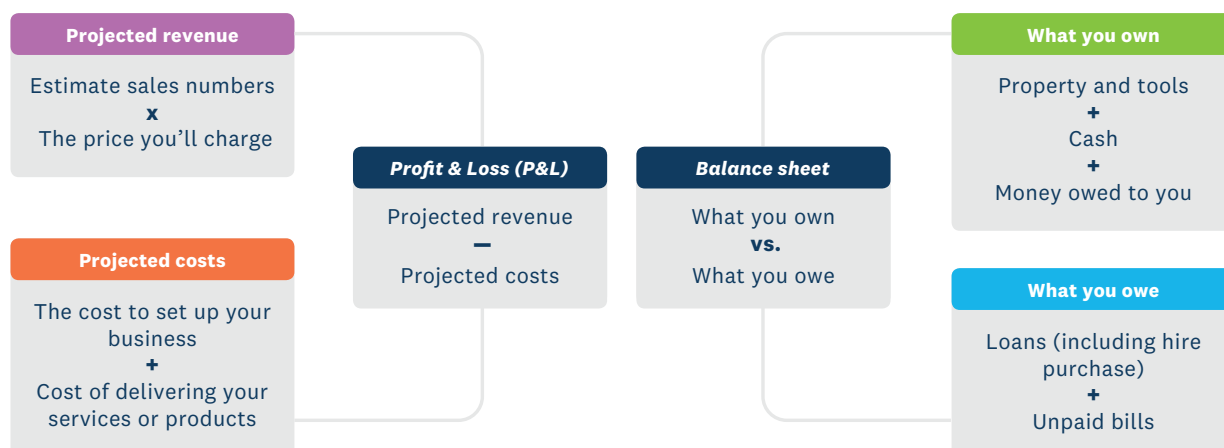 Projected revenue
Estimate sales numbers
x
The price you’ll charge
Projected costs
The cost to set up your
business
+
Cost of delivering your
services or products
Profit & Loss (P&L)
Projected revenue
—
Projected costs
Balance sheet
What you own
vs.
What you owe
What you own
Property and tools
+
Cash
+
Money owed to you
What you owe
Loans (including hire
purchase)
+
Unpaid bills